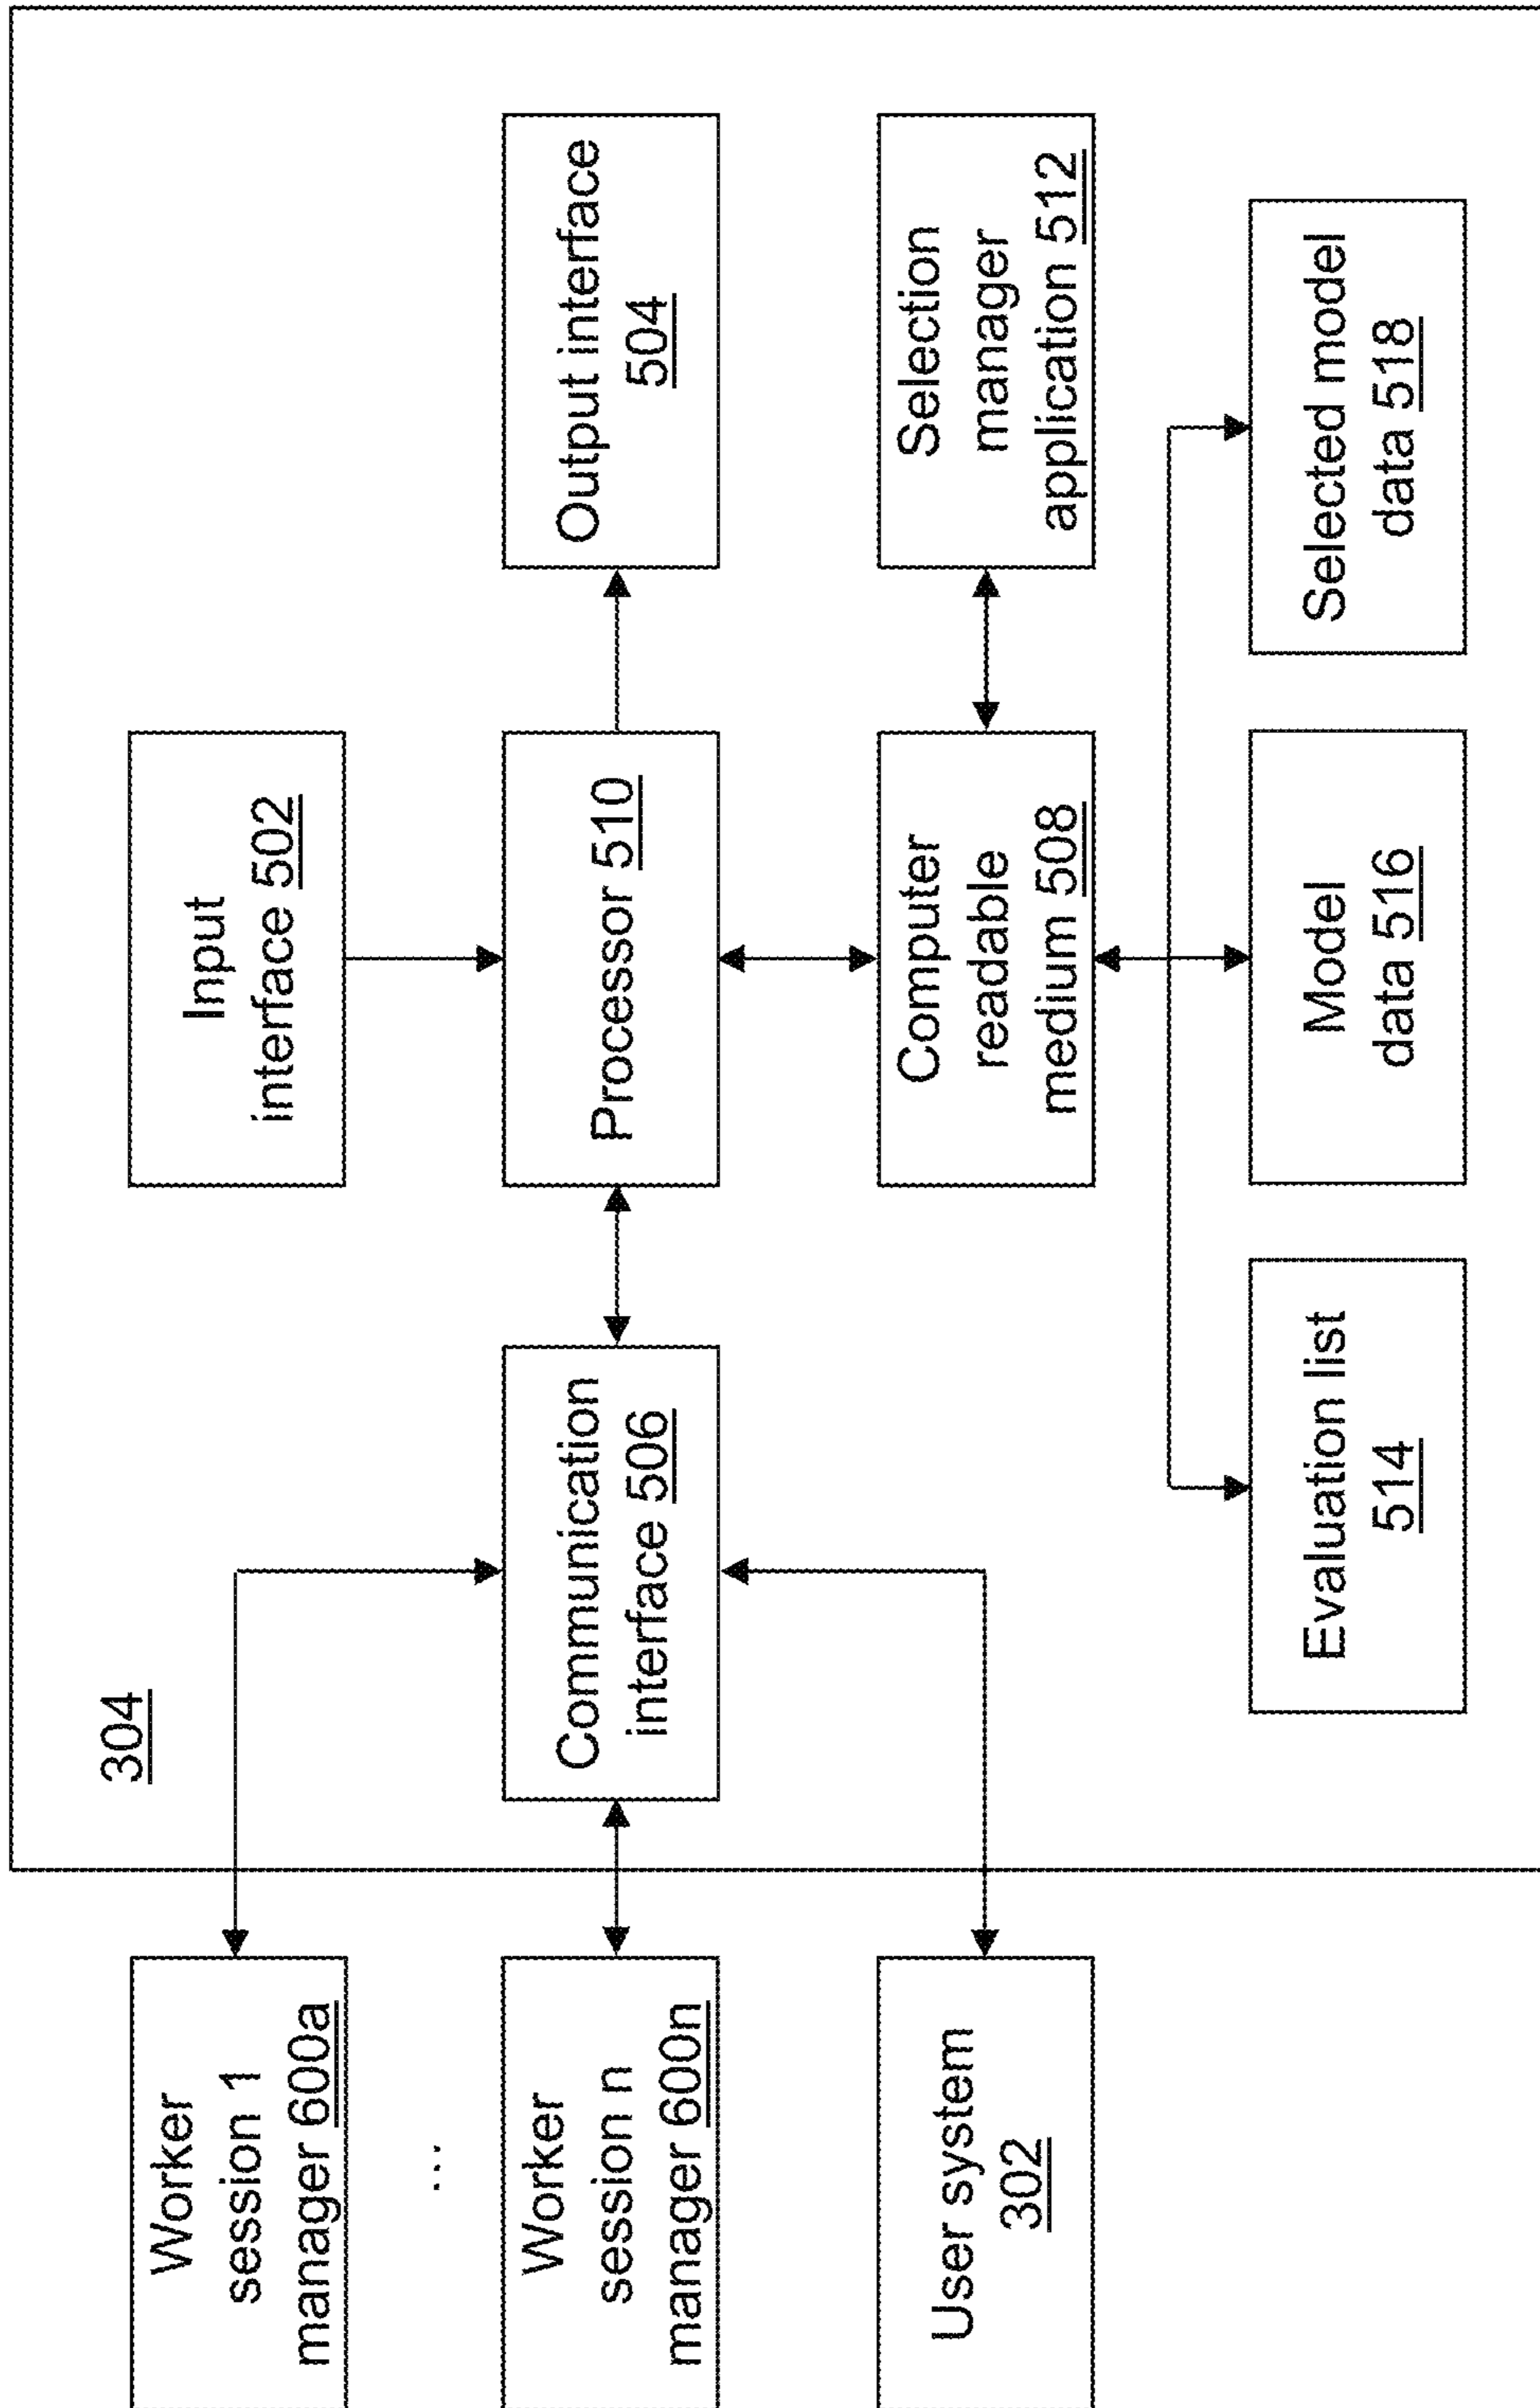 304
Worker
session 1
manager 600a
...
Worker
session n
manager 600n
User system
302
Communication
interface 506
Input
interface 502
Processor 510
Output interface
504
Computer
readable
medium 508
Selection
manager
application 512
Evaluation list
514
Model
data 516
Selected model
data 518